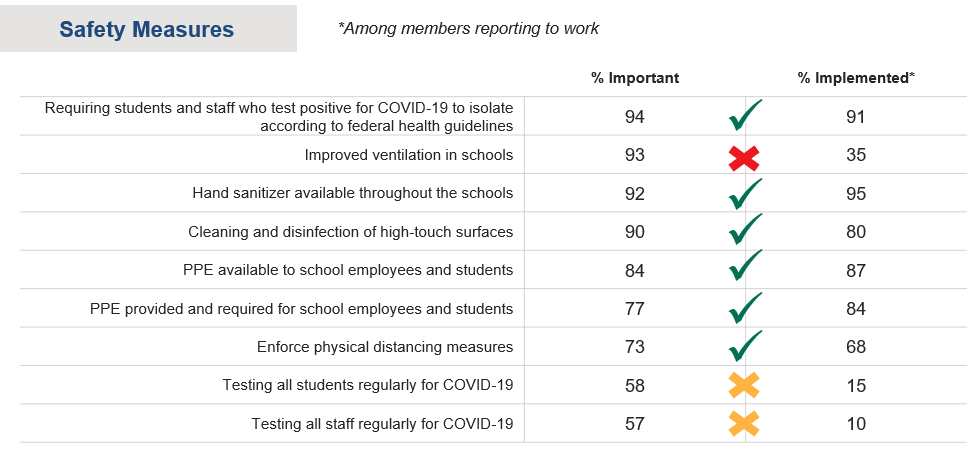 Safety Measures
*Among members reporting to work
% Important % Implemented*
Requiring students and staff who test positive for COVID-19 to isolate
according to federal health guidelines 94 91
Improved ventilation in schools 93 35
Hand sanitizer available throughout the schools 92 95
Cleaning and disinfection of high-touch surfaces 90 80
PPE available to school employees and students 84 87
PPE provided and required for school employees and students 77 84
Enforce physical distancing measures 73 68
Testing all students regularly for COVID-19 58 15
Testing all staff regularly for COVID-19 57 10